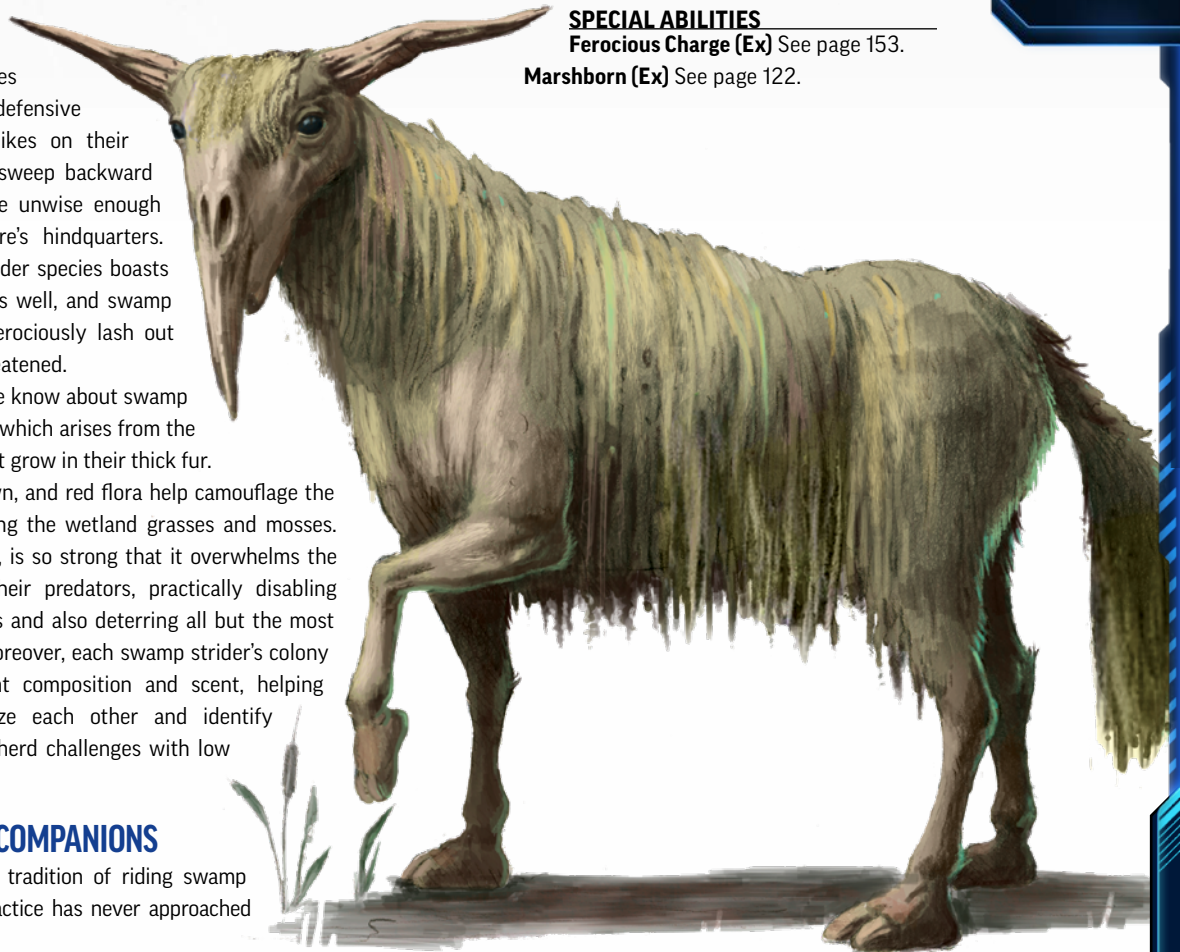 es
defensive
ikes on their
sweep backward
e unwise enough
re's hindquarters.
der species boasts
s well, and swamp
erociously lash out
eatened.
e know about swamp
which arises from the
t grow in their thick fur.
vn, and red flora help camouflage the
ng the wetland grasses and mosses.
, is so strong that it overwhelms the
heir predators, practically disabling
s and also deterring all but the most
oreover, each swamp strider's colony
nt composition and scent, helping
ze each other and identify
herd challenges with low
COMPANIONS
tradition of riding swamp
actice has never approached
SPECIAL ABILITIES
Ferocious Charge (Ex) See page 153.
Marshborn (Ex) See page 122.